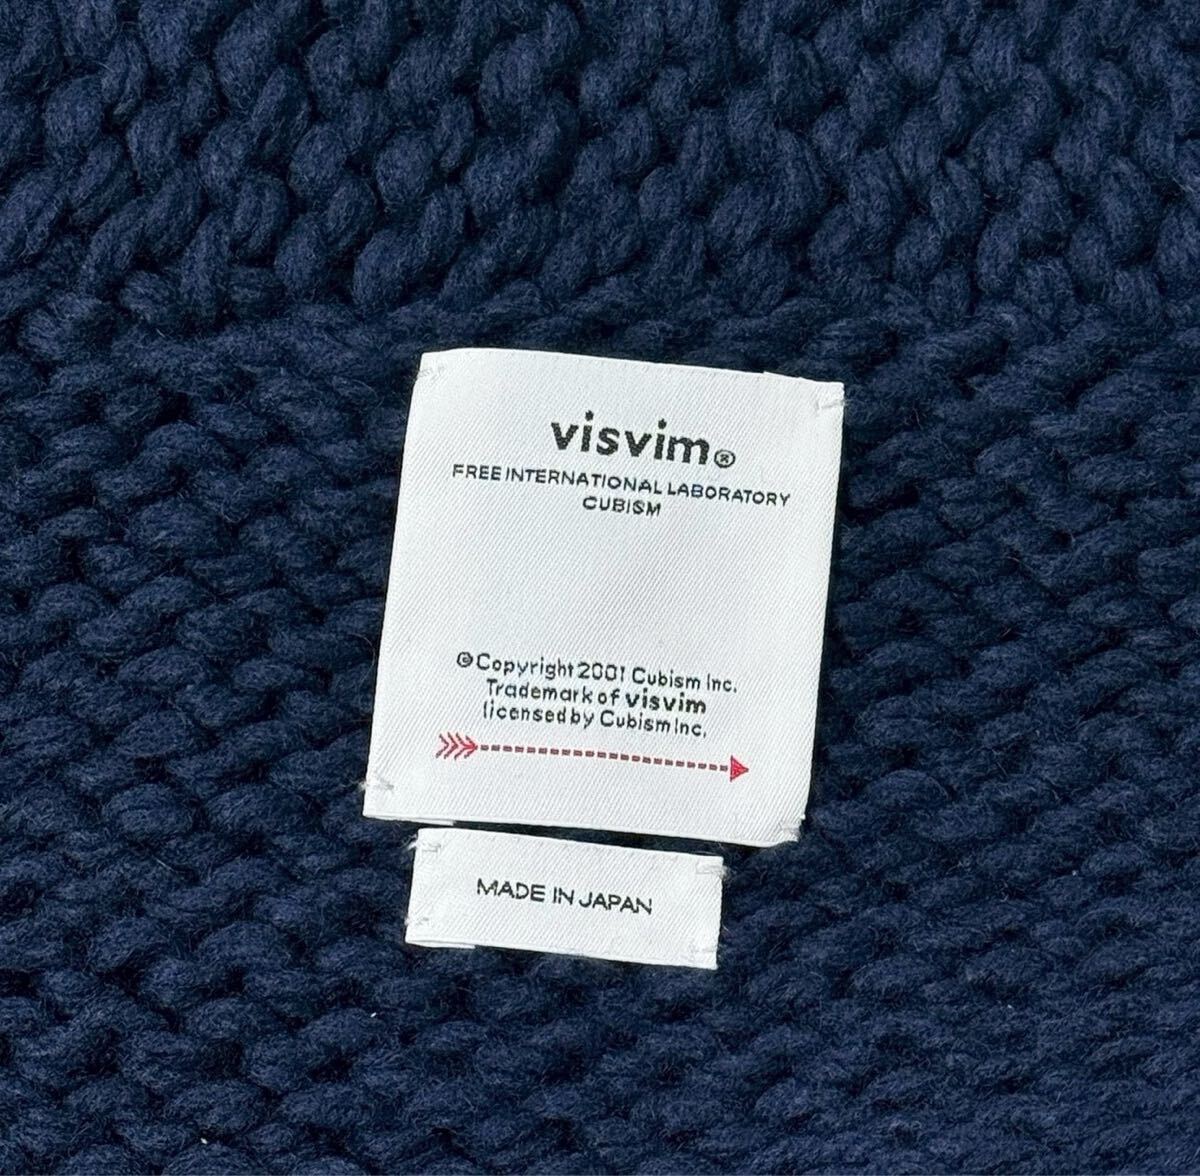 visvim®
FREE INTERNATIONAL LABORATORY
CUBISM
©Copyright 2001 Cubism Inc.
Trademark of visvim
licensed by Cubism Inc.
MADE IN JAPAN